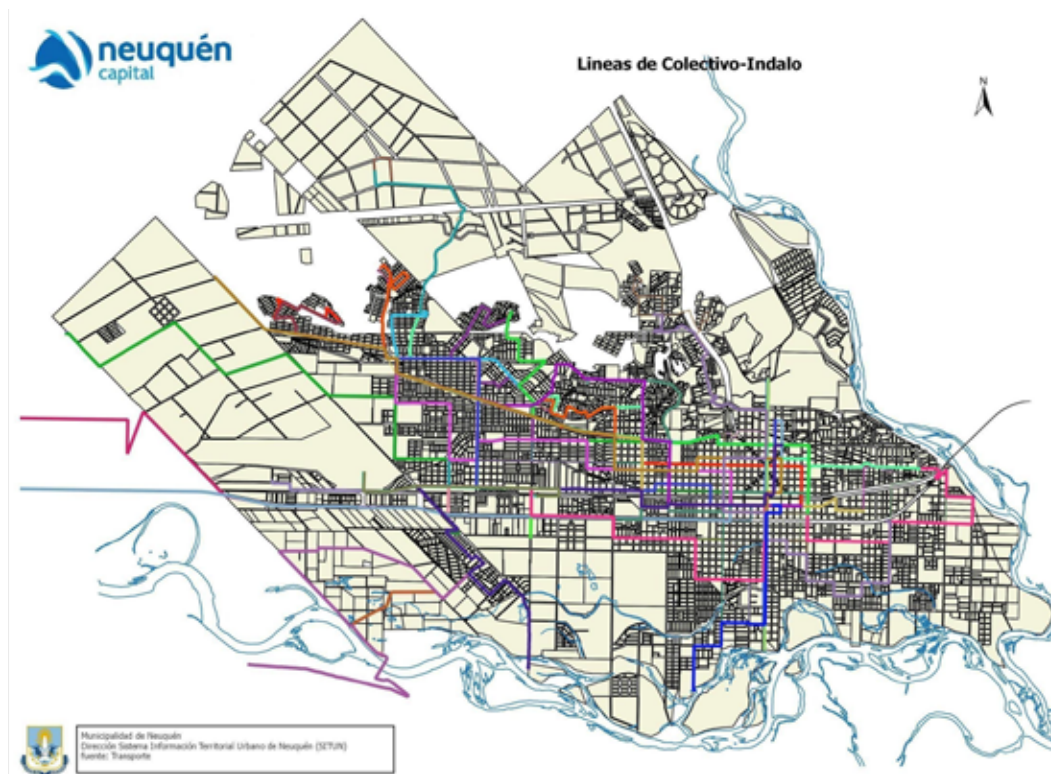 neuquén
capital
Lineas de Colectivo-Indalo
N
Municipalidad de Neuquén
Dirección Sistema Información Territorial Urbano de Neuquén (SITUN)
Fuente: Transporte